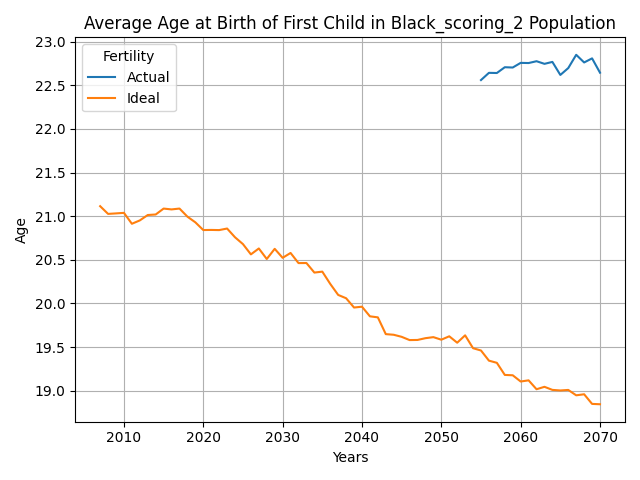 Average Age at Birth of First Child in Black_scoring_2 Population
Fertility
Actual
Ideal
23.0
22.5
22.0
21.5
21.0
20.5
20.0
19.5
19.0
Age
2010 2020 2030 2040 2050 2060 2070
Years